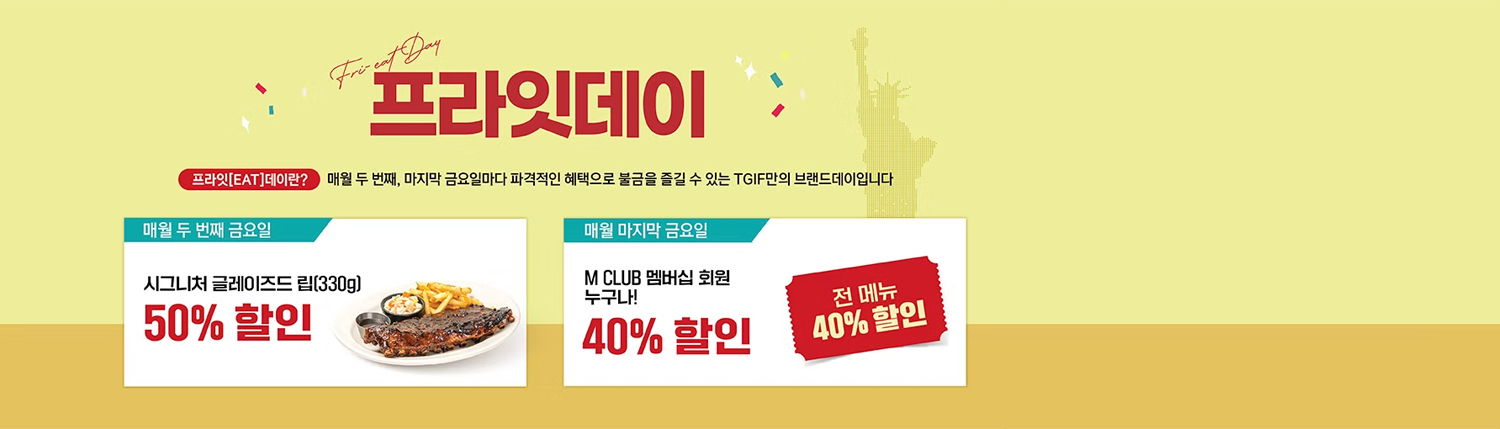 Fri-eat Day
프라잇데이
프라잇[EAT]데이란? 매월 두 번째, 마지막 금요일마다 파격적인 혜택으로 불금을 즐길 수 있는 TGIF만의 브랜드데이입니다
매월 두 번째 금요일
시그니처 글레이즈드 립(330g)
50% 할인
매월 마지막 금요일
M CLUB 멤버십 회원
누구나!
40% 할인
전 메뉴
40% 할인